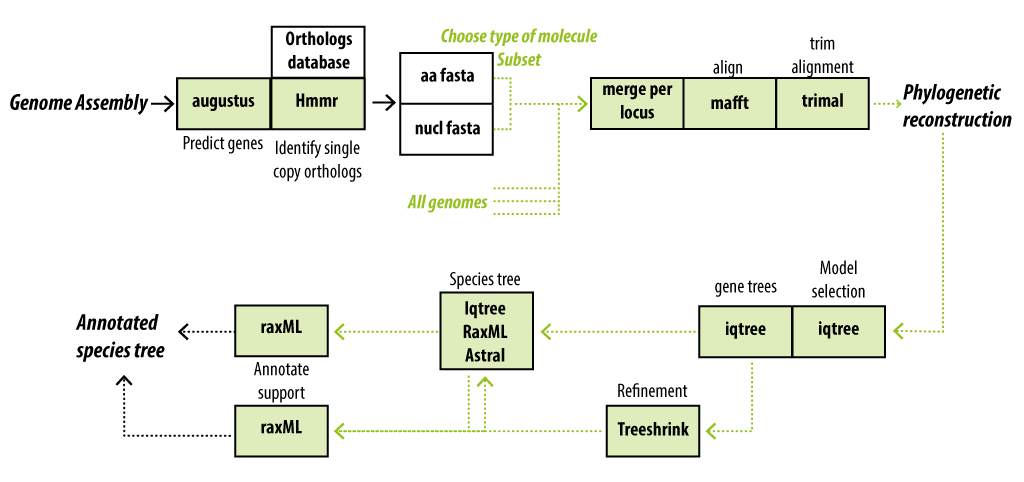 Orthologs
database
Choose type of molecule
Subset
trim
alignment
align
Genome Assembly
augustus
Hmmr
aa fasta
nucl fasta
merge per
locus
mafft
trimal
Phylogenetic
reconstruction
Predict genes
Identify single
copy orthologs
All genomes
Species tree
gene trees
Model
selection
Annotated
species tree
raxML
Iqtree
RaxML
Astral
iqtree
iqtree
Annotate
support
Refinement
raxML
Treeshrink